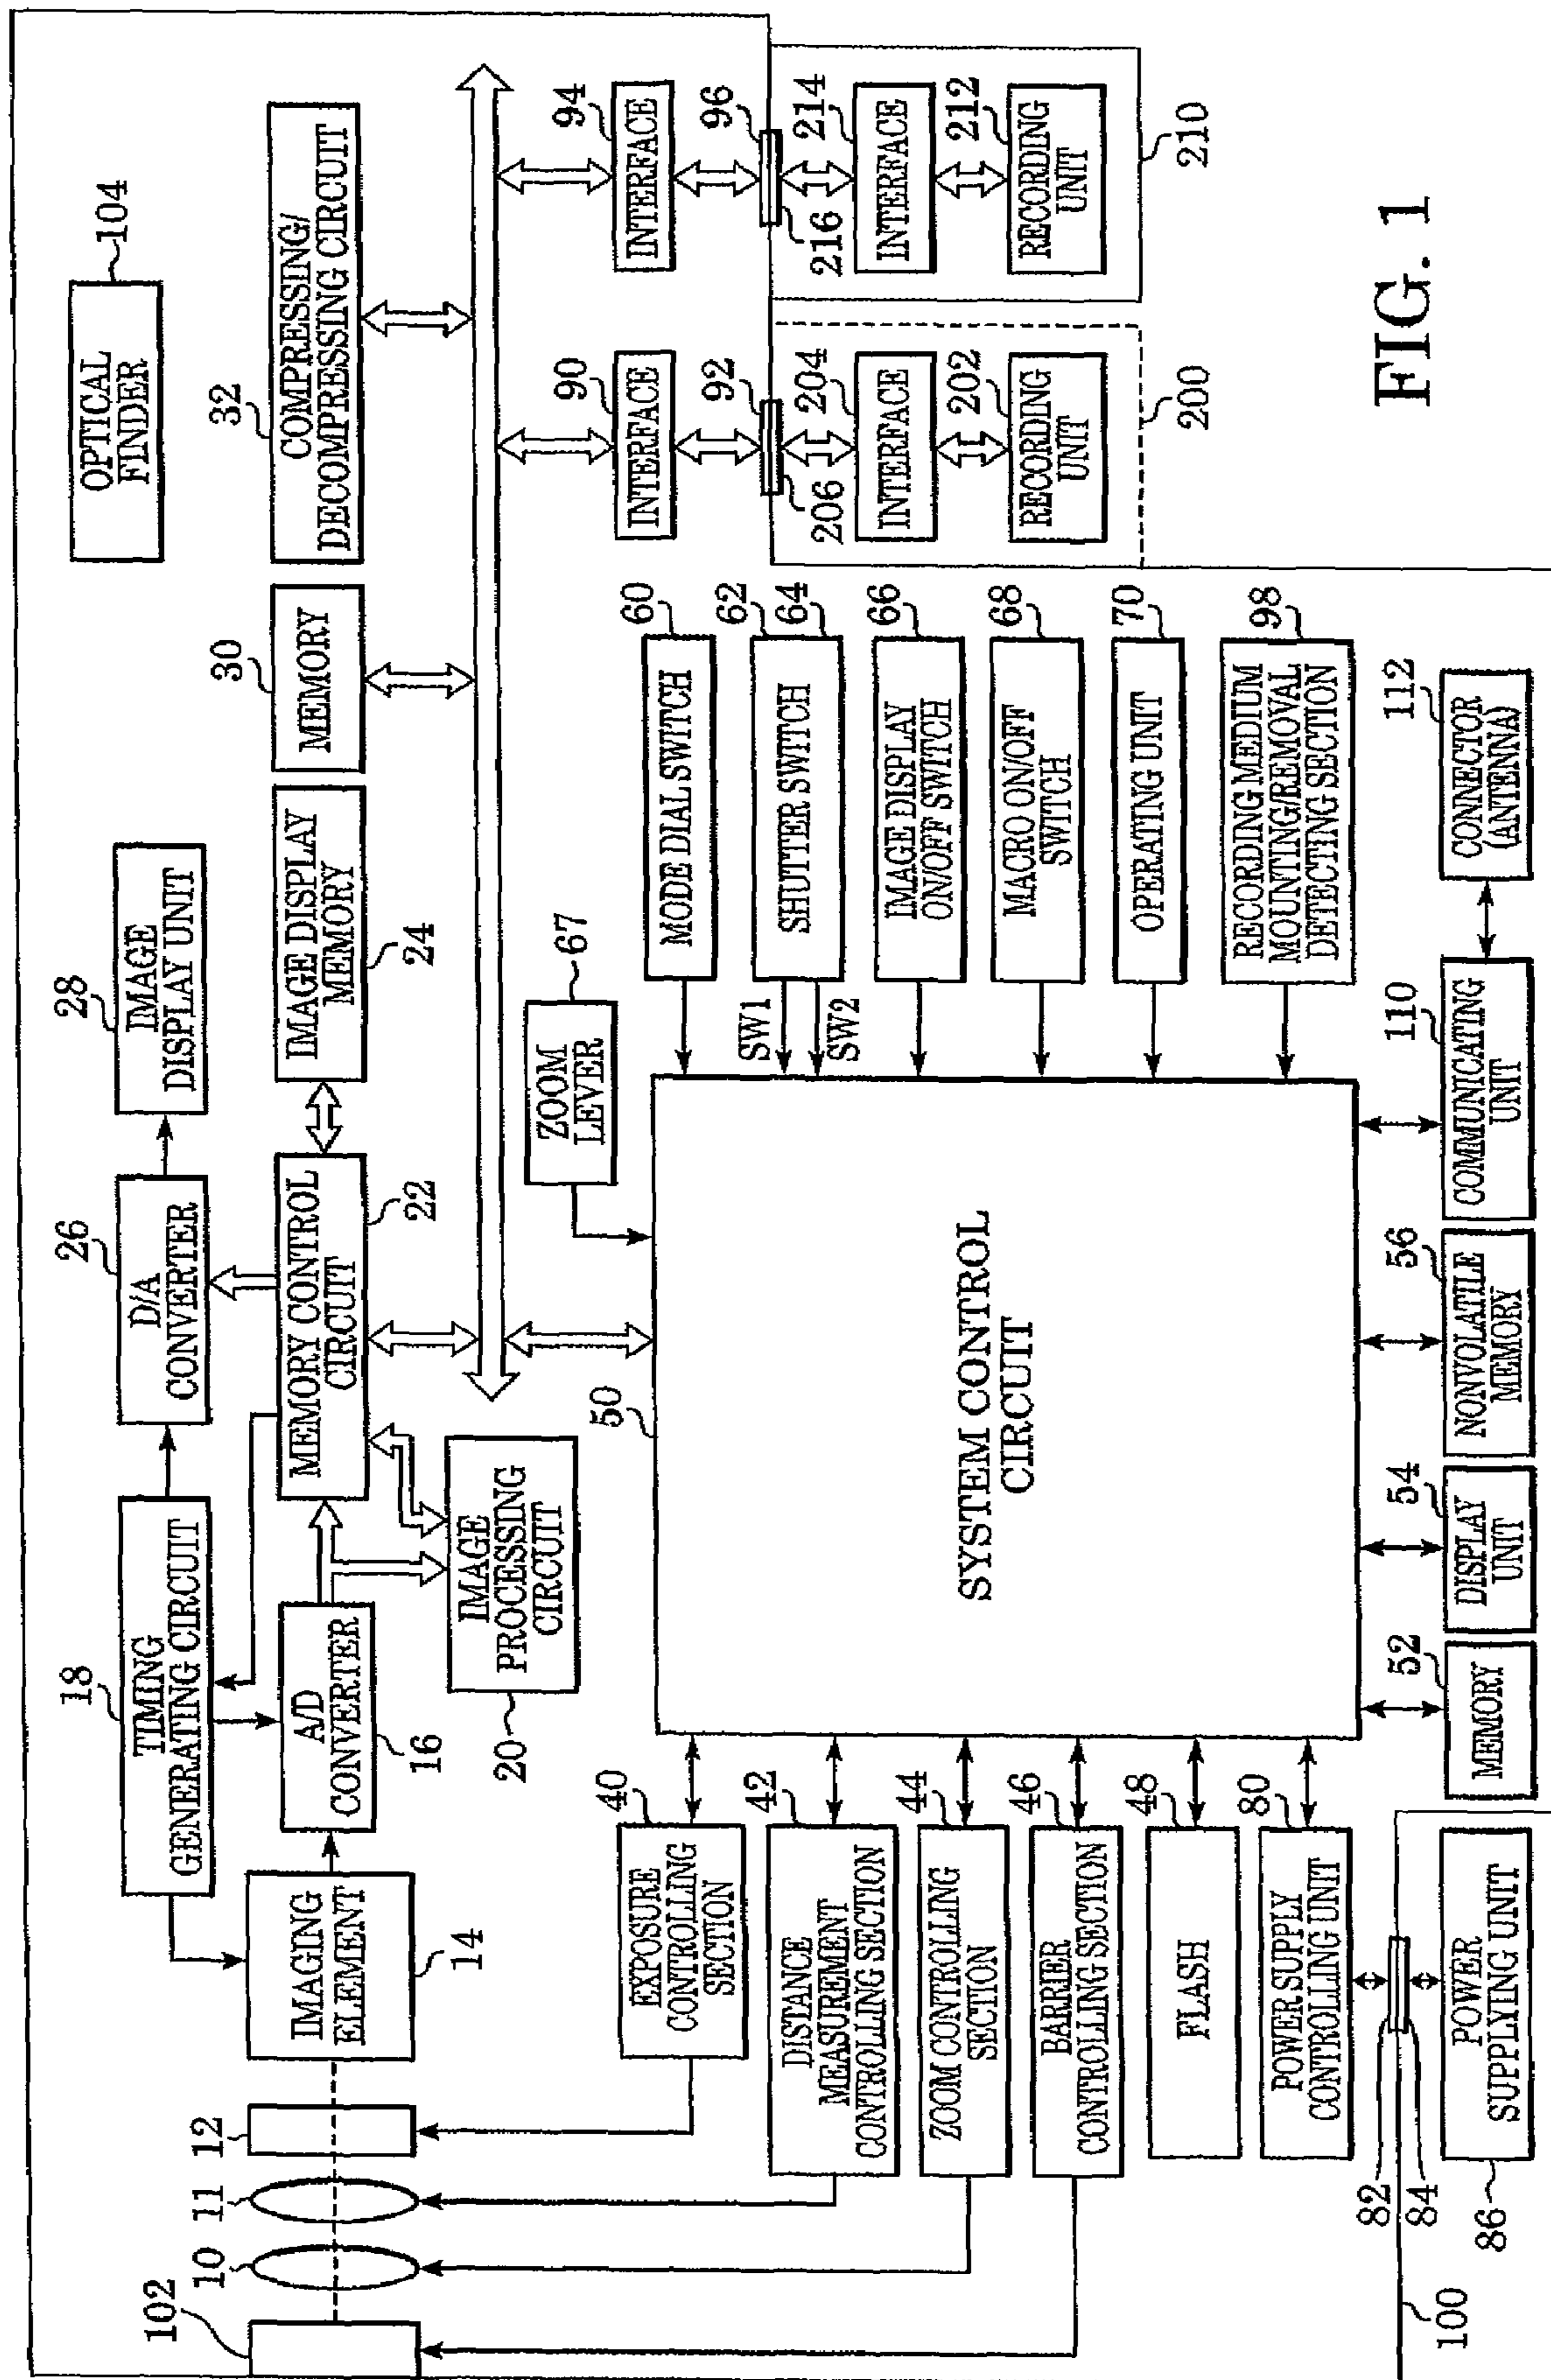 104
OPTICAL
FINDER
28
IMAGE
DISPLAY UNIT
26
D/A
CONVERTER
18
TIMING
GENERATING CIRCUIT
32
COMPRESSING/
DECOMPRESSING CIRCUIT
30
MEMORY
IMAGE DISPLAY
MEMORY
24
MEMORY CONTROL
CIRCUIT
22
A/D
CONVERTER
16
IMAGING
ELEMENT
14
12
11
10
102
IMAGE
PROCESSING
CIRCUIT
20
94
INTERFACE
96
216
214
INTERFACE
212
RECORDING
UNIT
210
90
INTERFACE
92
206
204
INTERFACE
202
RECORDING
UNIT
200
67
ZOOM
LEVER
60
MODE DIAL SWITCH
62
64
SHUTTER SWITCH
SW1
SW2
66
IMAGE DISPLAY
ON/OFF SWITCH
68
MACRO ON/OFF
SWITCH
70
OPERATING UNIT
98
RECORDING MEDIUM
MOUNTING/REMOVAL
DETECTING SECTION
50
SYSTEM CONTROL
CIRCUIT
40
EXPOSURE
CONTROLLING
SECTION
42
DISTANCE
MEASUREMENT
CONTROLLING SECTION
44
ZOOM CONTROLLING
SECTION
46
BARRIER
CONTROLLING SECTION
48
FLASH
80
POWER SUPPLY
CONTROLLING UNIT
82
84
86
POWER
SUPPLYING UNIT
100
52
MEMORY
54
DISPLAY
UNIT
56
NONVOLATILE
MEMORY
110
COMMUNICATING
UNIT
112
CONNECTOR
(ANTENNA)
FIG. 1